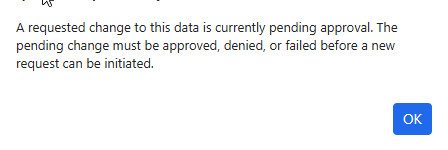 A requested change to this data is currently pending approval. The
pending change must be approved, denied, or failed before a new
request can be initiated.
OK